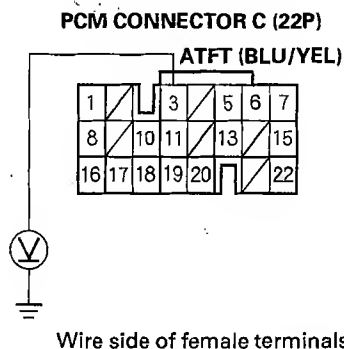 PCM CONNECTOR C (22P)
ATFT (BLU/YEL)
1 3 5 6 7
8 10 11 13 15
16 17 18 19 20 22
V
Wire side of female terminals